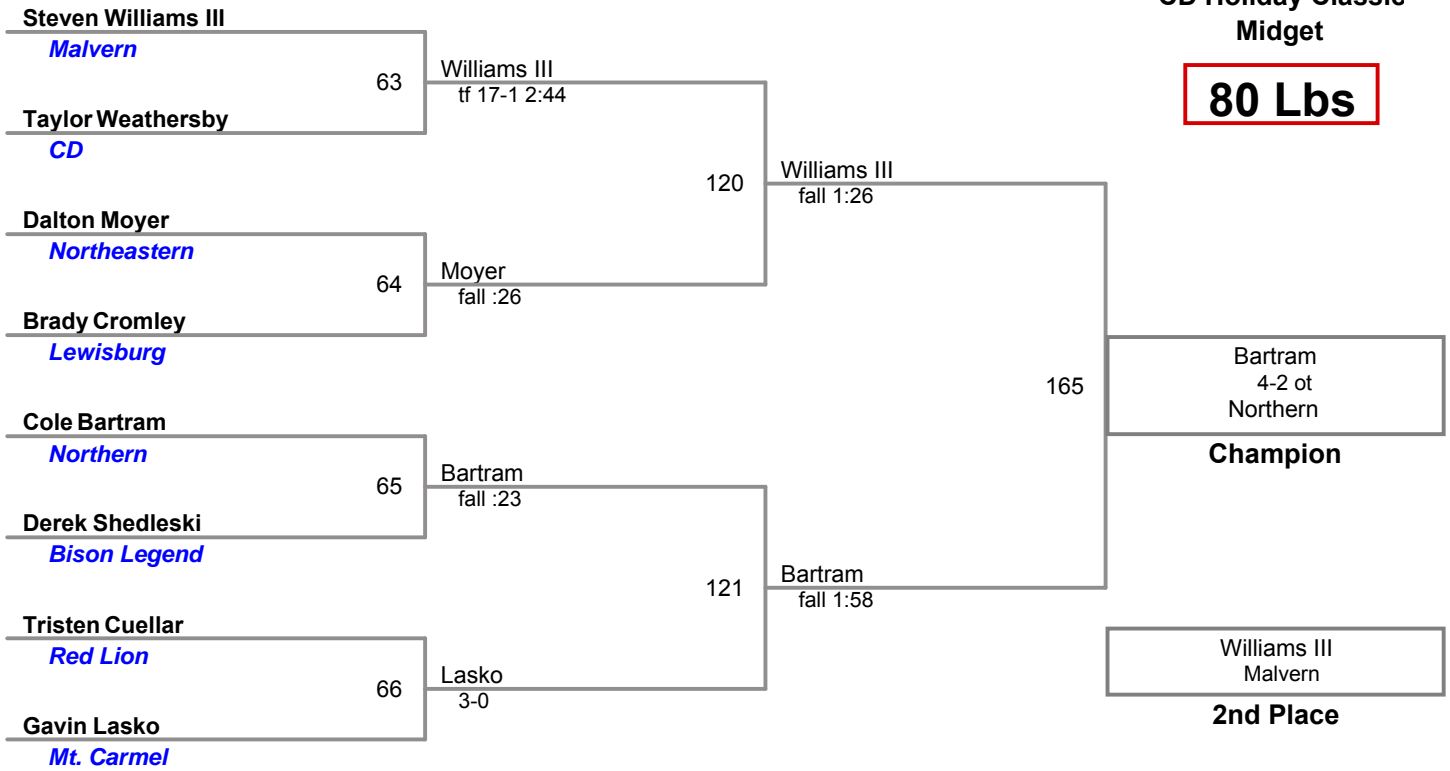 CD Holiday Classic
Midget
80 Lbs
Steven Williams III
Malvern
63
Williams III
tf 17-1 2:44
Taylor Weathersby
CD
120
Williams III
fall 1:26
Dalton Moyer
Northeastern
64
Moyer
fall :26
Brady Cromley
Lewisburg
165
Bartram
4-2 ot
Northern
Champion
Cole Bartram
Northern
65
Bartram
fall :23
Derek Shedleski
Bison Legend
121
Bartram
fall 1:58
Tristen Cuellar
Red Lion
66
Lasko
3-0
Gavin Lasko
Mt. Carmel
Williams III
Malvern
2nd Place